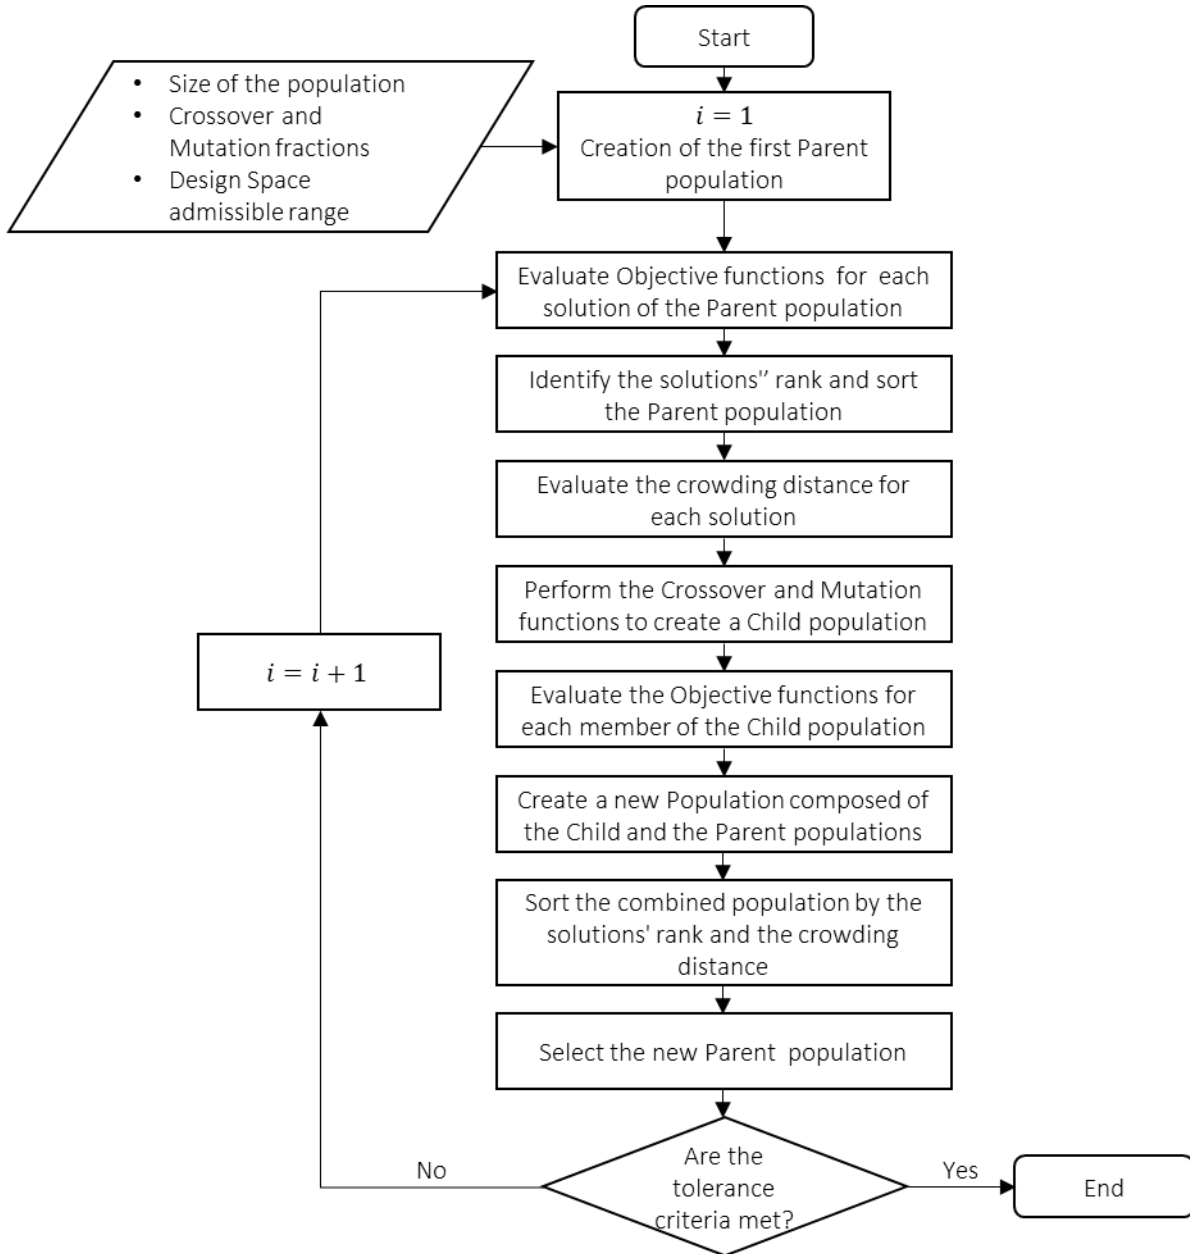 Start
• Size of the population
• Crossover and
Mutation fractions
• Design Space
admissible range
i = 1
Creation of the first Parent
population
Evaluate Objective functions for each
solution of the Parent population
Identify the solutions'' rank and sort
the Parent population
Evaluate the crowding distance for
each solution
Perform the Crossover and Mutation
functions to create a Child population
i = i + 1
Evaluate the Objective functions for
each member of the Child population
Create a new Population composed of
the Child and the Parent populations
Sort the combined population by the
solutions' rank and the crowding
distance
Select the new Parent population
Are the
tolerance
criteria met?
No
Yes
End